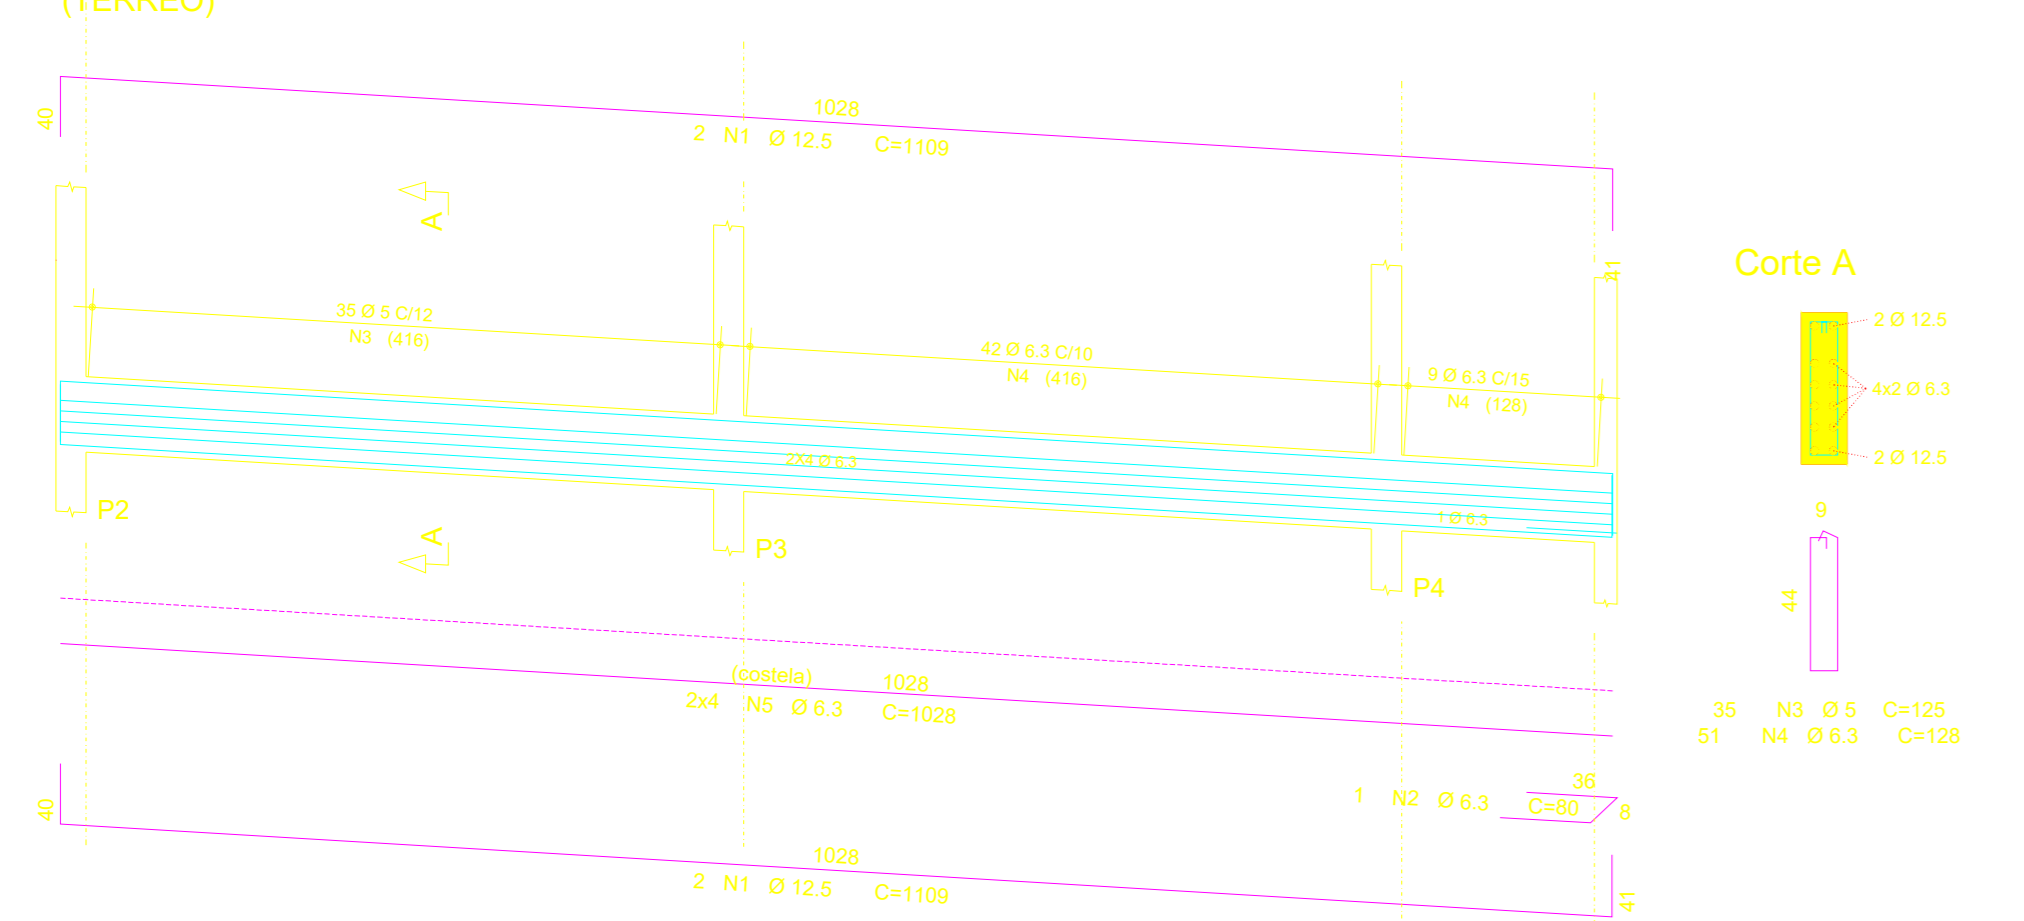 (TERREO)
40
1028
2 N1 Ø 12.5 C=1109
41
A
35 Ø 5 C/12
N3 (416)
42 Ø 6.3 C/10
N4 (416)
9 Ø 6.3 C/15
N4 (128)
2X4 Ø 6.3
1 Ø 6.3
P2
A
P3
P4
(costela)
1028
2x4 N5 Ø 6.3 C=1028
36
1 N2 Ø 6.3 C=80
8
40
1028
2 N1 Ø 12.5 C=1109
41
Corte A
2 Ø 12.5
4x2 Ø 6.3
2 Ø 12.5
9
44
35 N3 Ø 5 C=125
51 N4 Ø 6.3 C=128